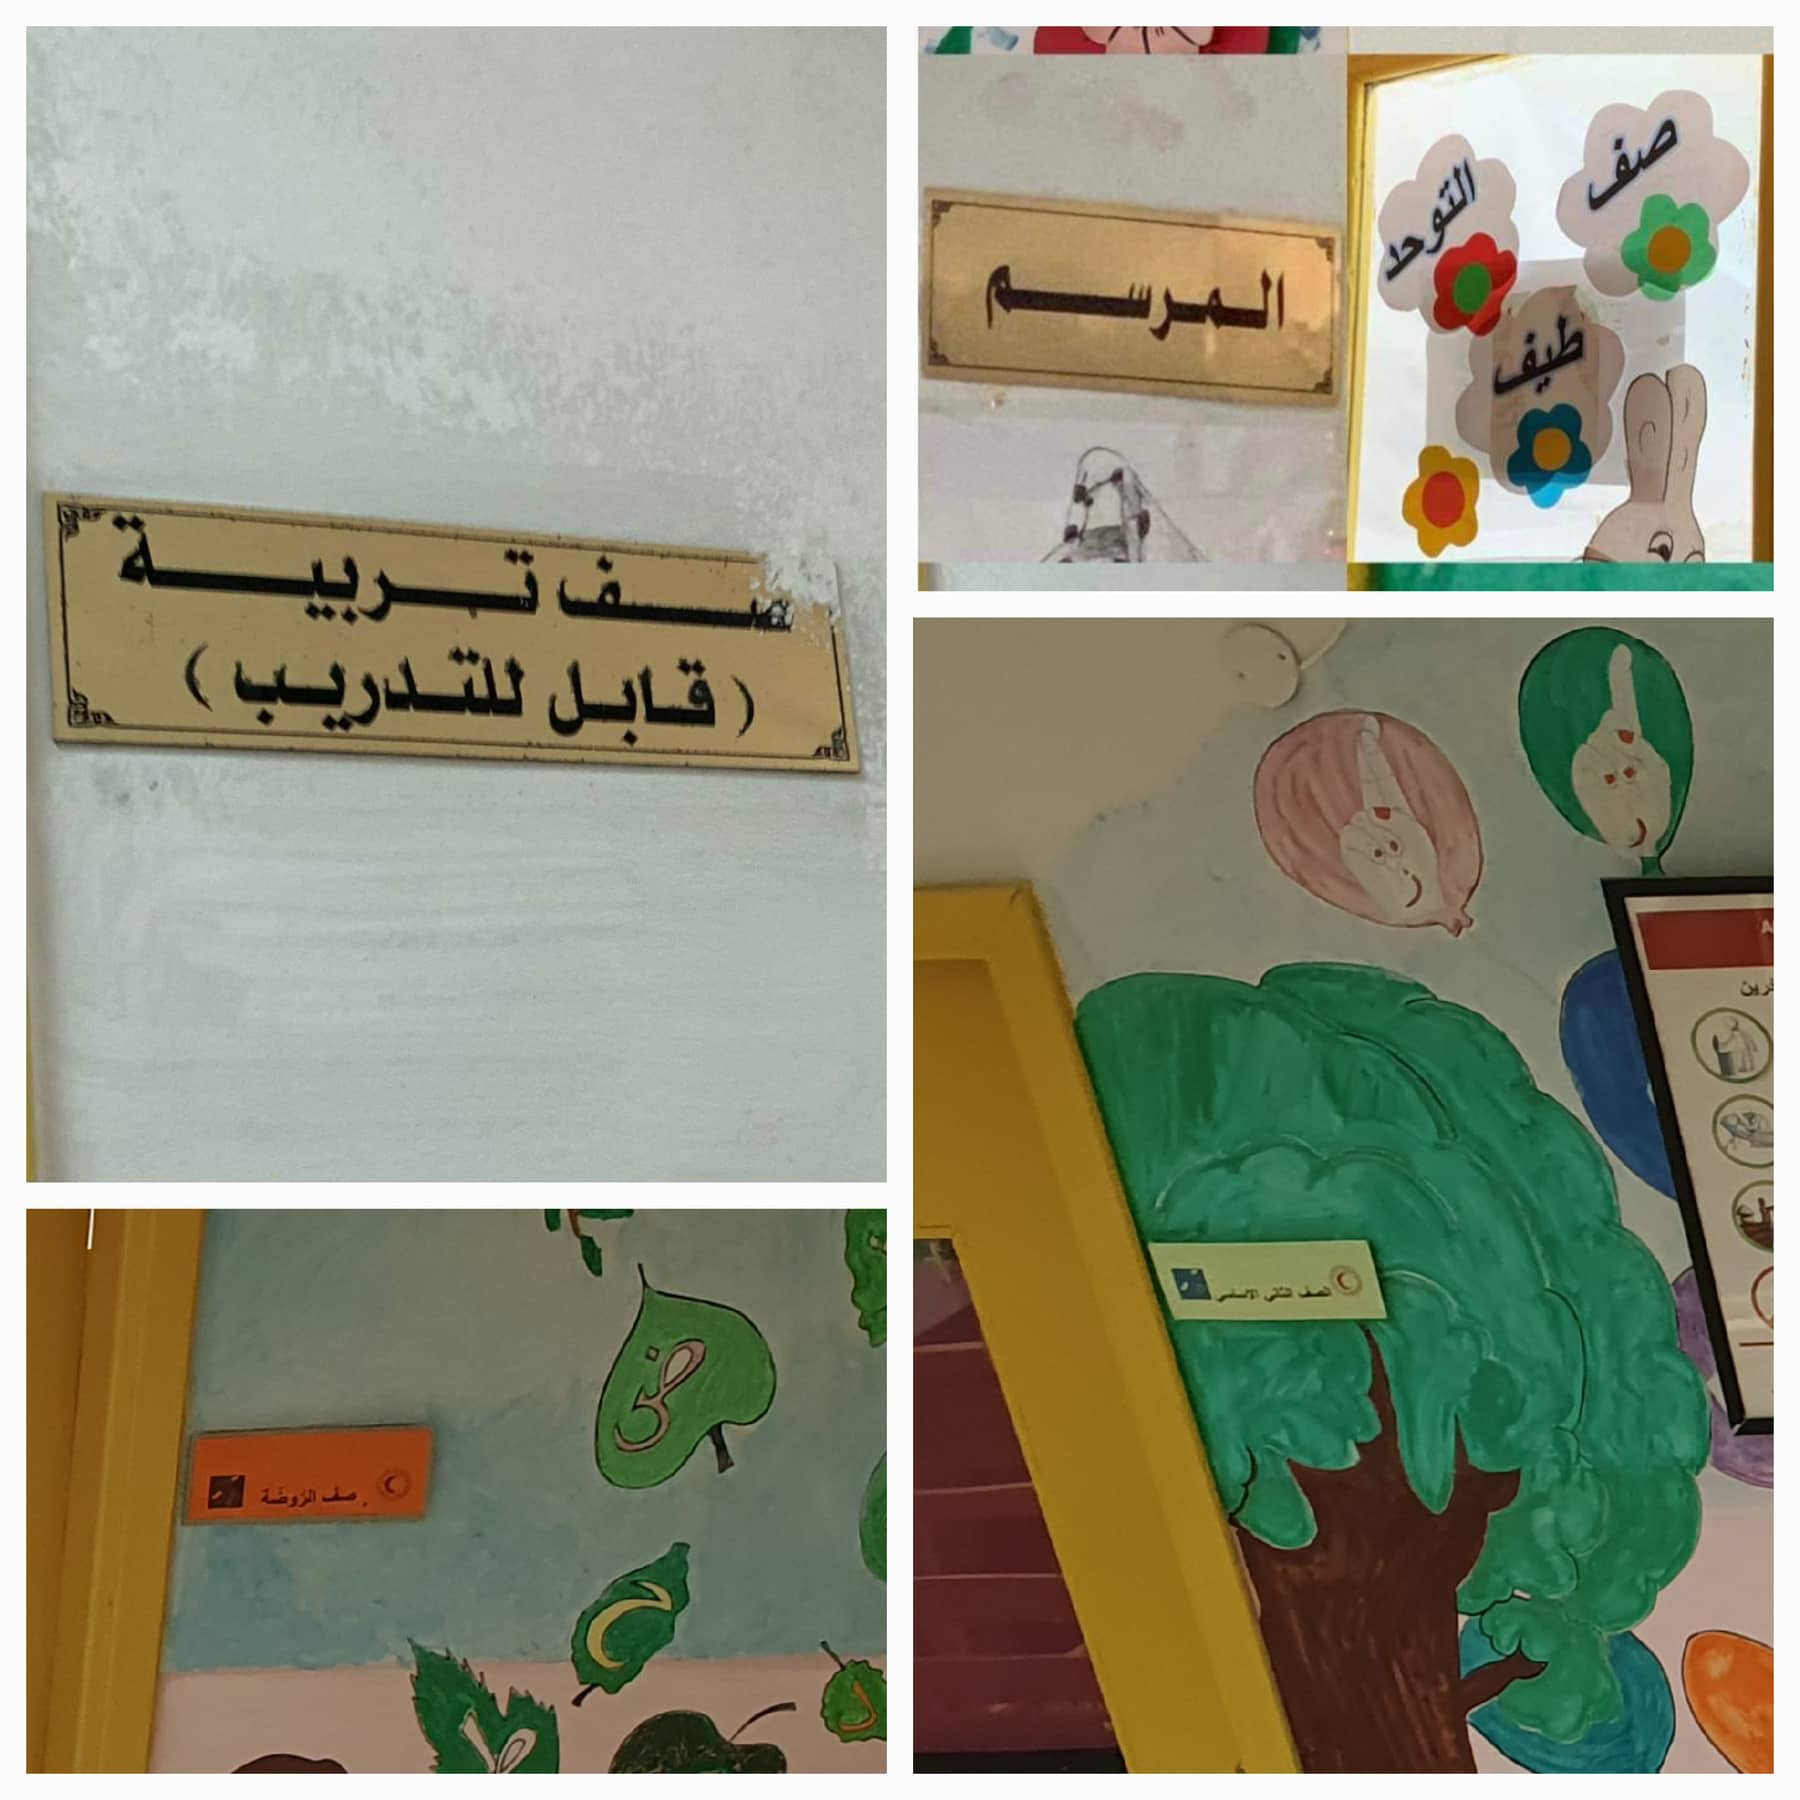 صف تربية
( قابل للتدريب )
المرسم
صف
التوحد
طيف
الصف الثاني الاساسي
صف الروضة
ض
ح